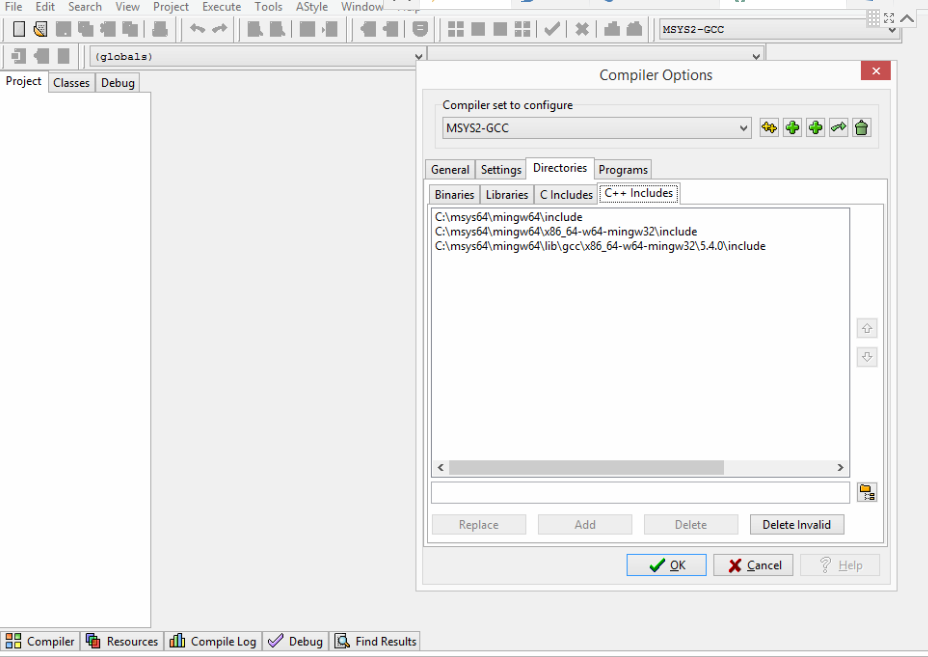 File Edit Search View Project Execute Tools AStyle Window
MSYS2-GCC
(globals)
Project Classes Debug
Compiler Options
Compiler set to configure
MSYS2-GCC
General Settings Directories Programs
Binaries Libraries C Includes C++ Includes
C:\msys64\mingw64\include
C:\msys64\mingw64\x86_64-w64-mingw32\include
C:\msys64\mingw64\lib\gcc\x86_64-w64-mingw32\5.4.0\include
Replace Add Delete Delete Invalid
OK Cancel Help
Compiler Resources Compile Log Debug Find Results